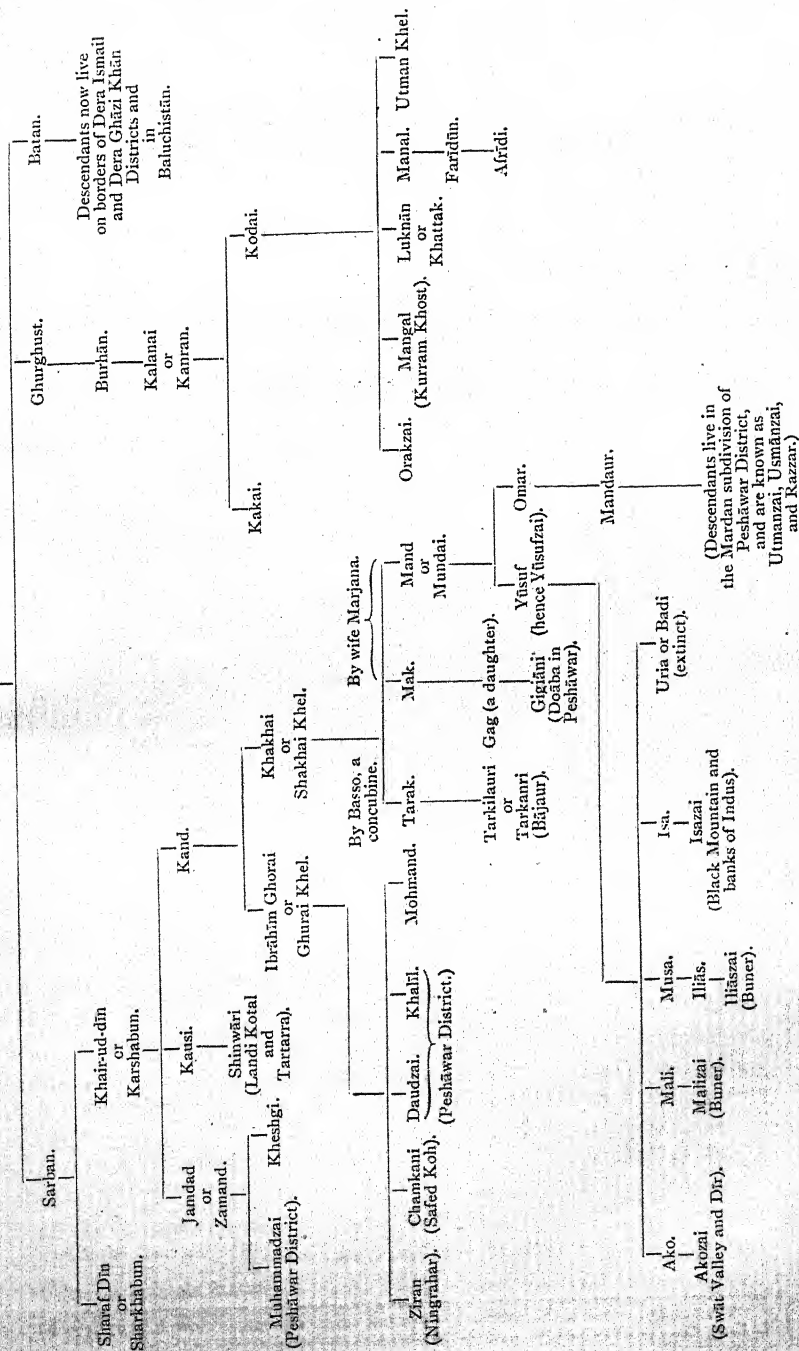 Sarban.
Ghurghust.
Batan.
Sharaf Dīn
or
Sharkhabun.
Khair-ud-dīn
or
Karshabun.
Burhān.
Descendants now live
on borders of Dera Ismail
and Dera Ghāzi Khān
Districts and
in
Baluchistān.
Kalanai
or
Kanran.
Jamdad
or
Zamand.
Kausi.
Kand.
Kakai.
Kodai.
Muhammadzai
(Peshāwar District).
Kheshgi.
Shinwāri
(Landi Kotal
and
Tartarra).
Ibrāhīm Ghorai
or
Ghurai Khel.
Khakhai
or
Shakhai Khel.
Orakzai.
Mangal
(Kurram Khost).
Luknān
or
Khattak.
Manal.
Utman Khel.
Farīdūn.
Afrīdi.
By Basso, a
concubine.
By wife Marjana.
Ziran
(Ningrahar).
Chamkani
(Safed Koh).
Daudzai.
Khalīl.
(Peshāwar District.)
Mohmand.
Tarak.
Mak.
Mand
or
Mundai.
Tarkilauri
or
Tarkanri
(Bājaur).
Gag (a daughter).
Gigiāni
(Doāba in
Peshāwar).
Yūsuf
(hence Yūsufzai).
Omar.
Mandaur.
(Descendants live in
the Mardan subdivision of
Peshāwar District,
and are known as
Utmanzai, Usmānzai,
and Razzar.)
Ako.
Mali.
Musa.
Isa.
Uria or Badi
(extinct).
Akozai
(Swāt Valley and Dīr).
Malizai
(Buner).
Iliās.
Iliāszai
(Buner).
Isazai
(Black Mountain and
banks of Indus).